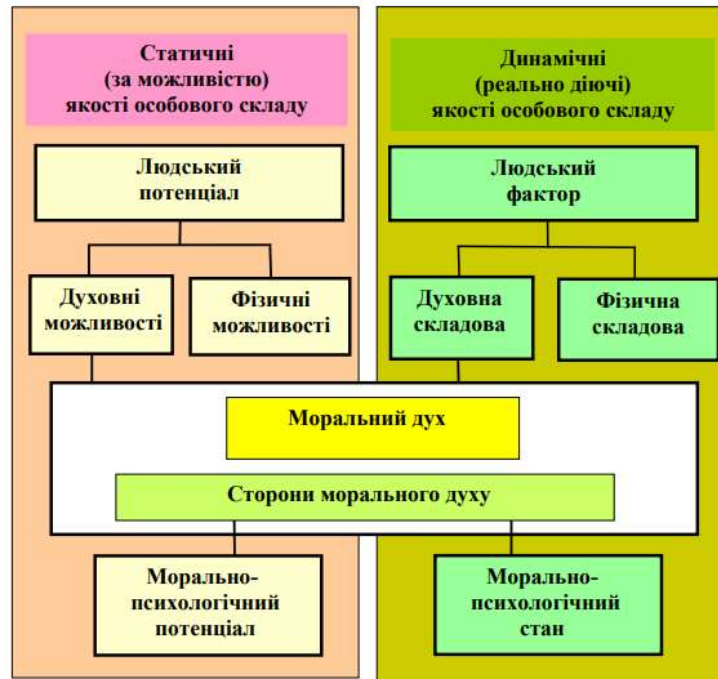 Статичні
(за можливістю)
якості особового складу
Динамічні
(реально діючі)
якості особового складу
Людський
потенціал
Людський
фактор
Духовні
можливості
Фізичні
можливості
Духовна
складова
Фізична
складова
Моральний дух
Сторони морального духу
Морально-
психологічний
потенціал
Морально-
психологічний
стан